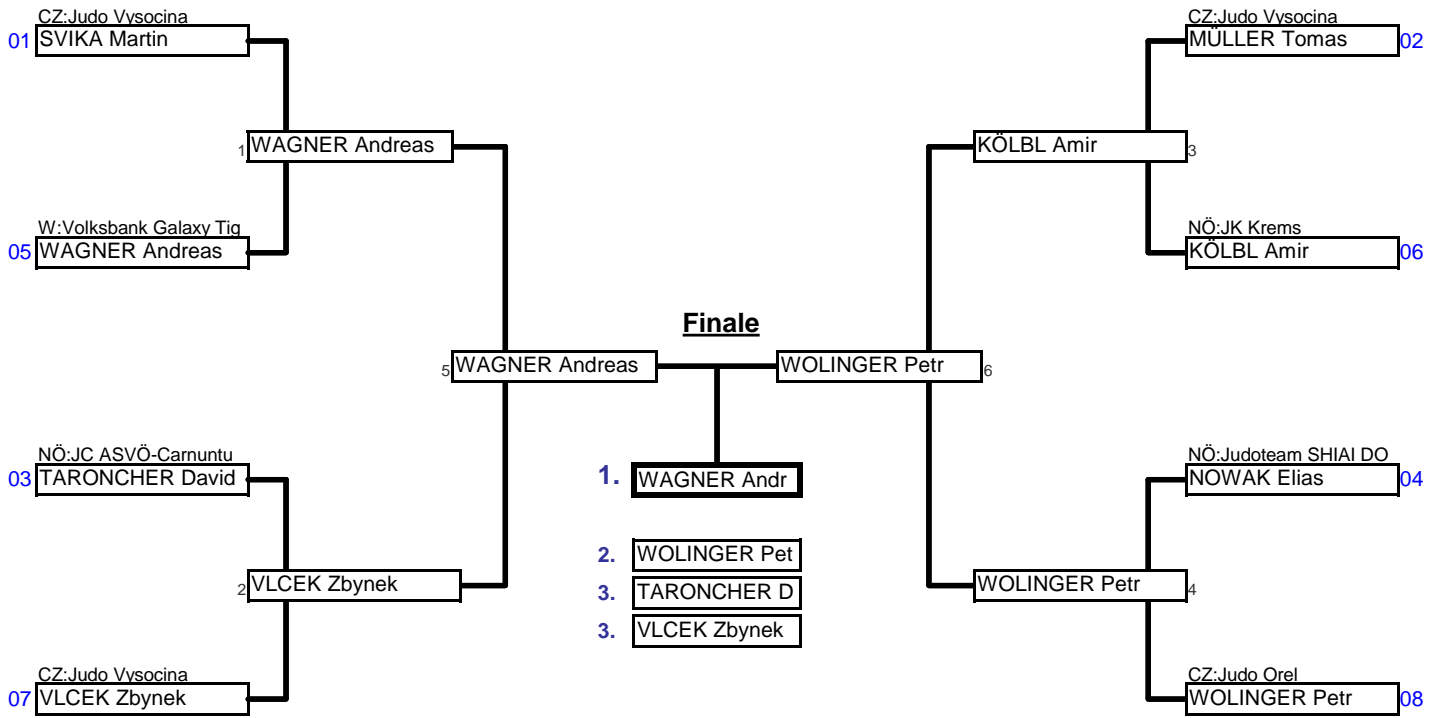 CZ:Judo Vysocina
01 SVIKA Martin
1 WAGNER Andreas
W:Volksbank Galaxy Tig
05 WAGNER Andreas
5 WAGNER Andreas
NÖ:JC ASVÖ-Carnuntu
03 TARONCHER David
2 VLCEK Zbynek
CZ:Judo Vysocina
07 VLCEK Zbynek
Finale
1. WAGNER Andr
2. WOLINGER Pet
3. TARONCHER D
3. VLCEK Zbynek
CZ:Judo Vysocina
MÜLLER Tomas 02
KÖLBL Amir 3
NÖ:JK Krems
KÖLBL Amir 06
WOLINGER Petr 6
NÖ:Judoteam SHIAI DO
NOWAK Elias 04
WOLINGER Petr 4
CZ:Judo Orel
WOLINGER Petr 08